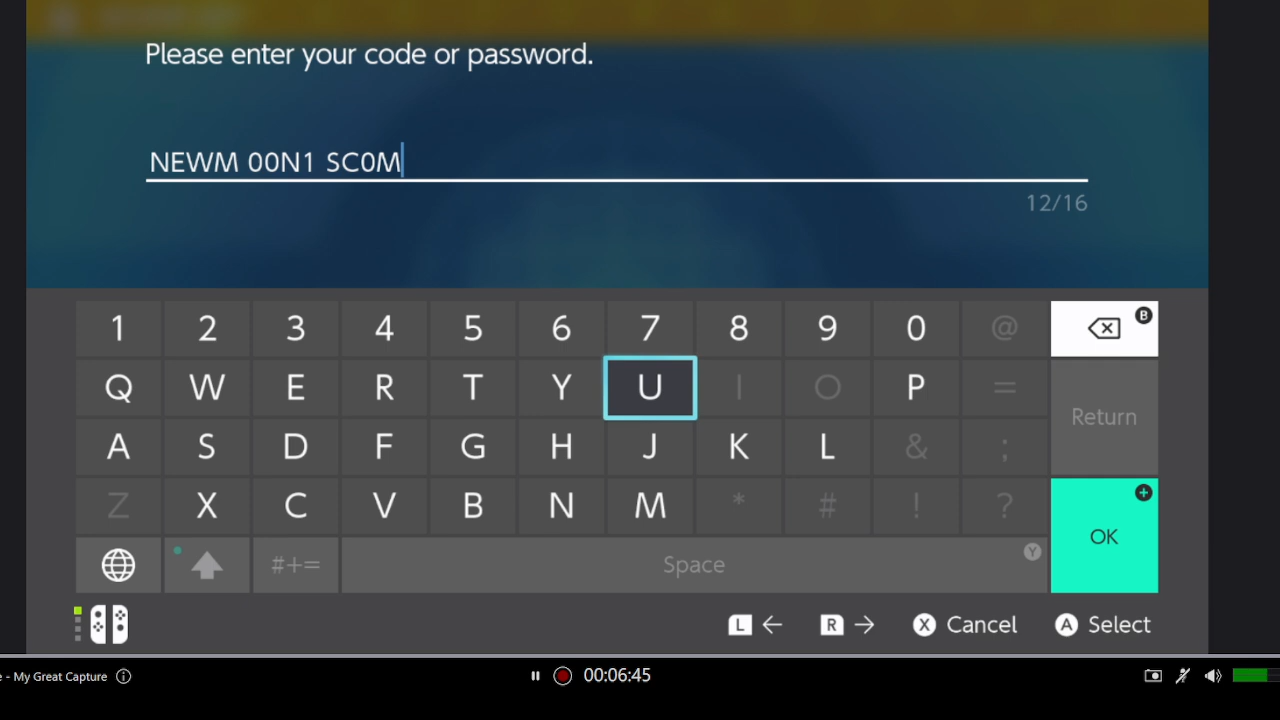 Please enter your code or password.
NEWM 00N1 SC0M
12/16
1 2 3 4 5 6 7 8 9 0 @ B
Q W E R T Y U I O P = Return
A S D F G H J K L & ;
Z X C V B N M * # ! ? + OK
#+= Space Y
L ← R → X Cancel A Select
e - My Great Capture i 00:06:45